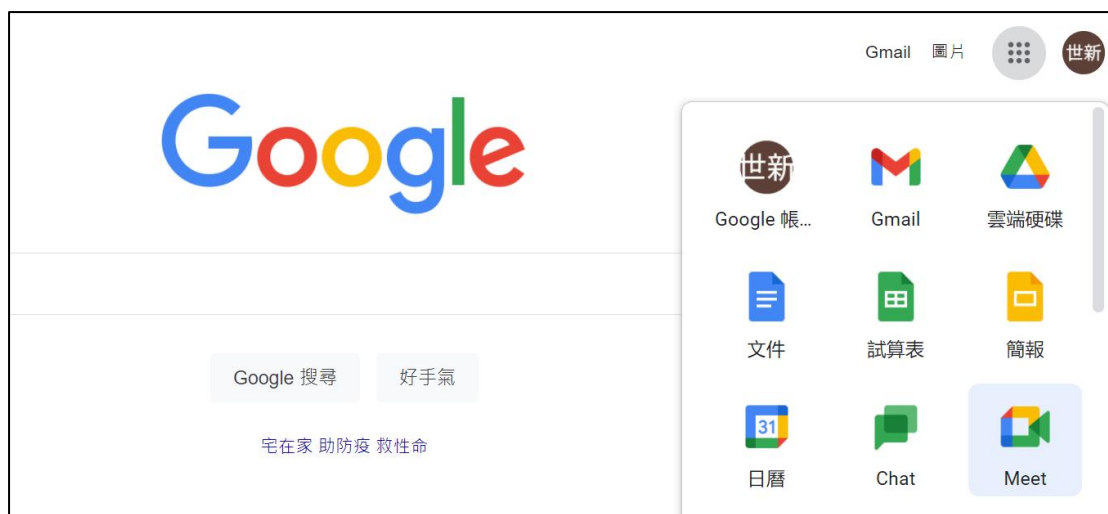 Gmail 圖片 世新
Google
世新
Google 帳... Gmail 雲端硬碟
文件 試算表 簡報
Google 搜尋 好手氣
31
日曆 Chat Meet
宅在家 助防疫 救性命